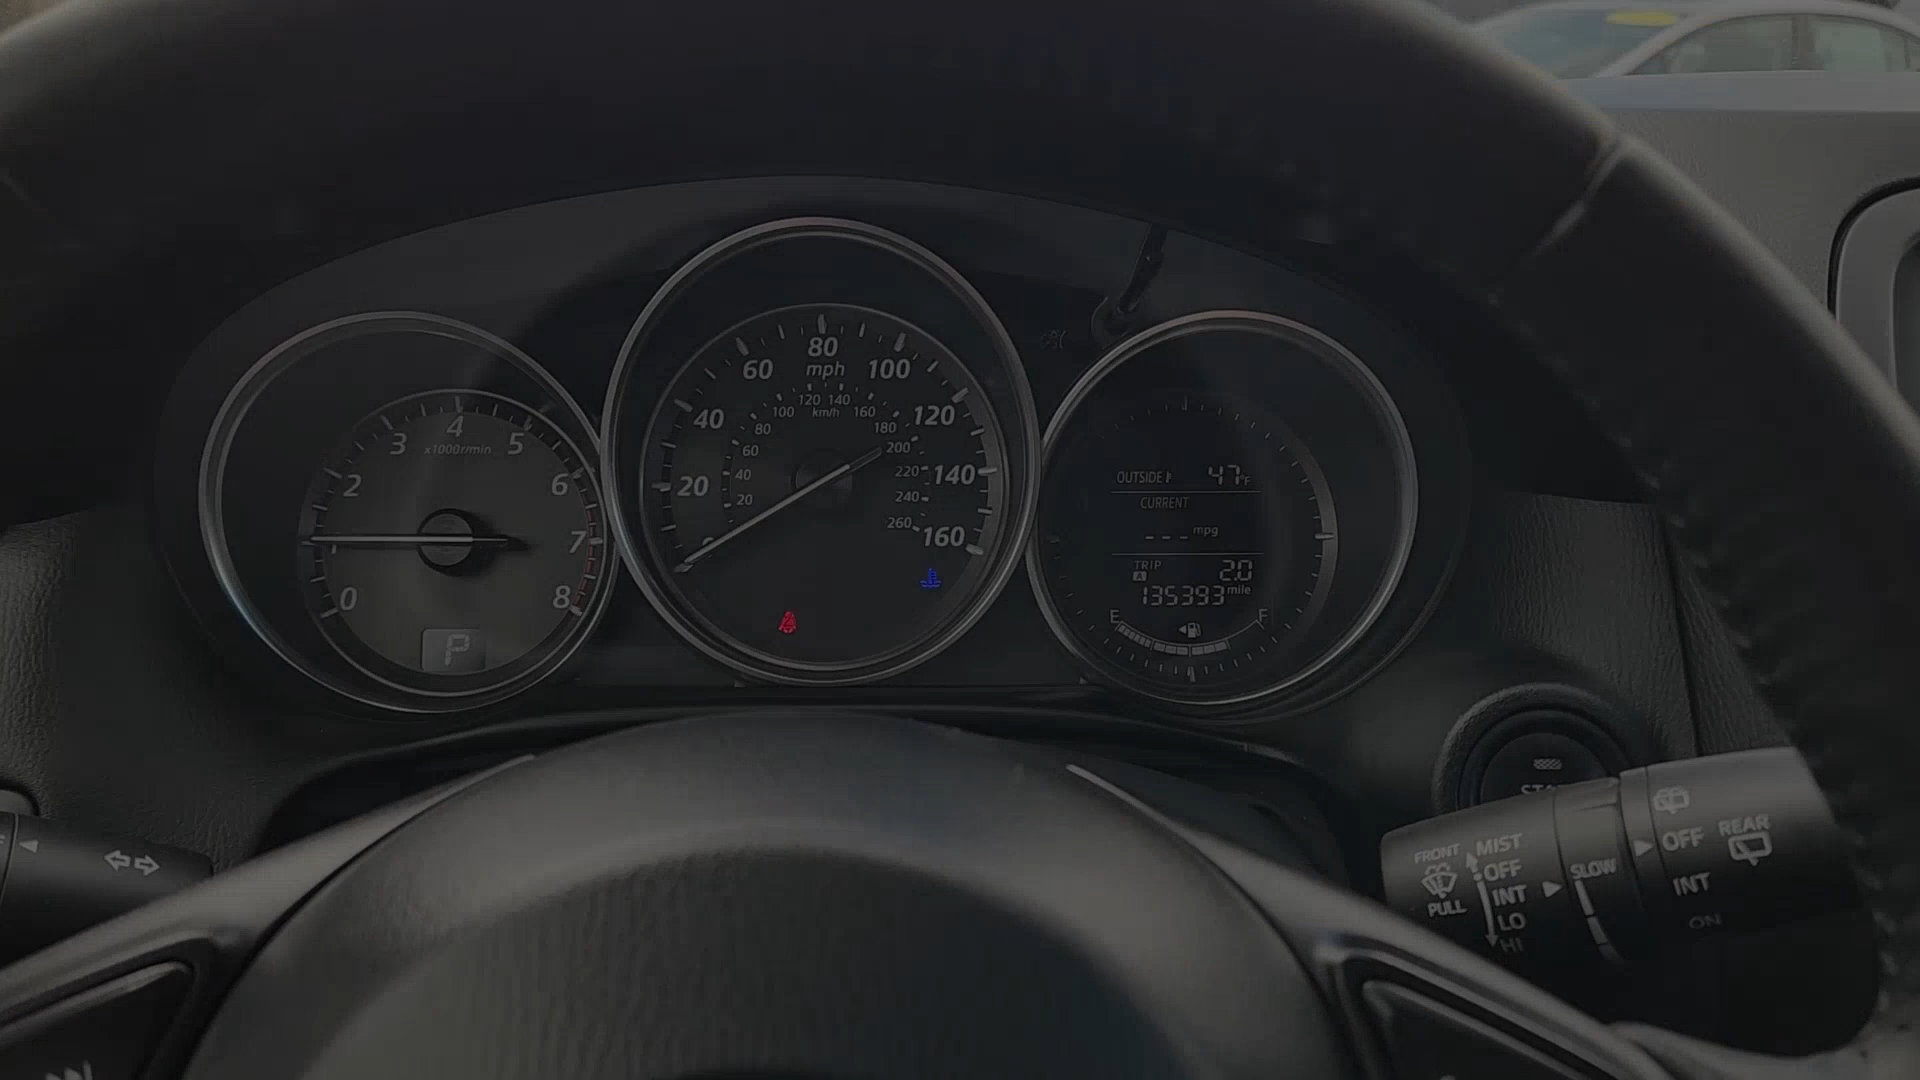 0
1
2
3
4
5
6
7
8
x1000r/min
P
20
40
60
80
100
120
140
160
mph
20
40
60
80
100
120
140
160
180
200
220
240
260
km/h
OUTSIDE 47°F
CURRENT
--- mpg
TRIP A 2.0
135393 mile
E F
FRONT
PULL
MIST
OFF
INT
LO
HI
SLOW
OFF
INT
ON
REAR